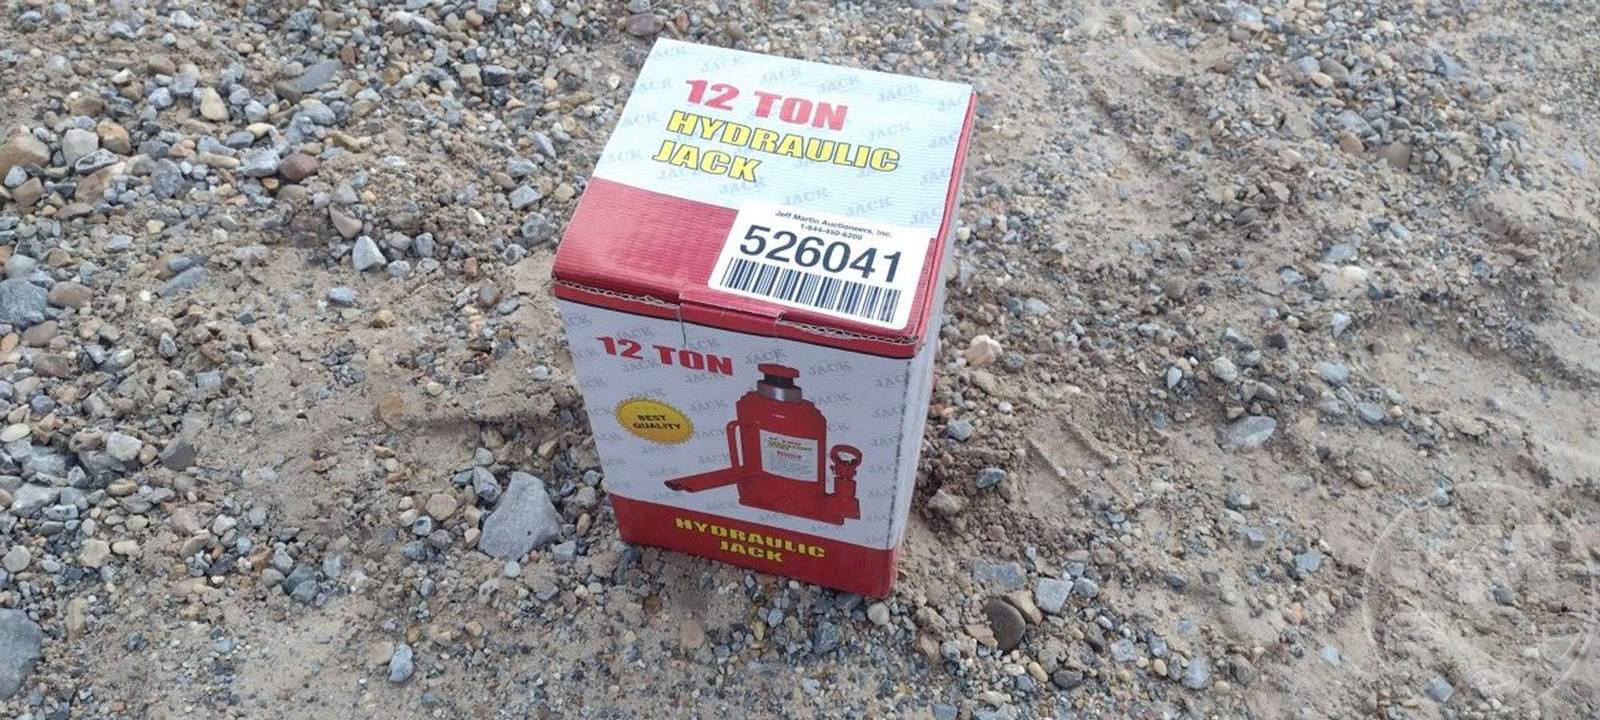 12 TON
HYDRAULIC
JACK
Jeff Martin Auctioneers, Inc.
1-844-450-6200
526041
12 TON
BEST
QUALITY
HYDRAULIC
JACK